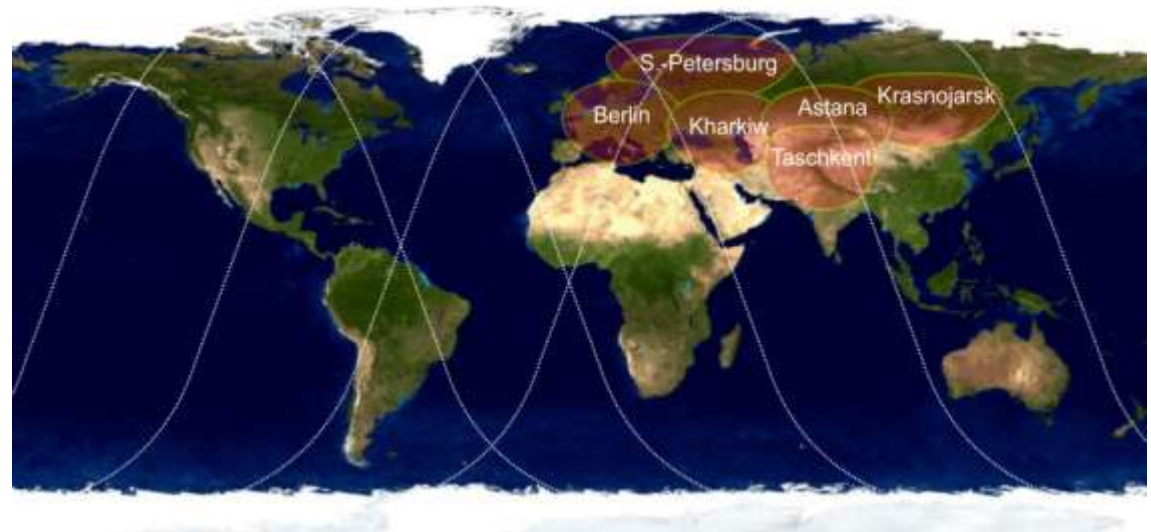 S.-Petersburg
Berlin
Kharkiw
Astana
Krasnojarsk
Taschkent